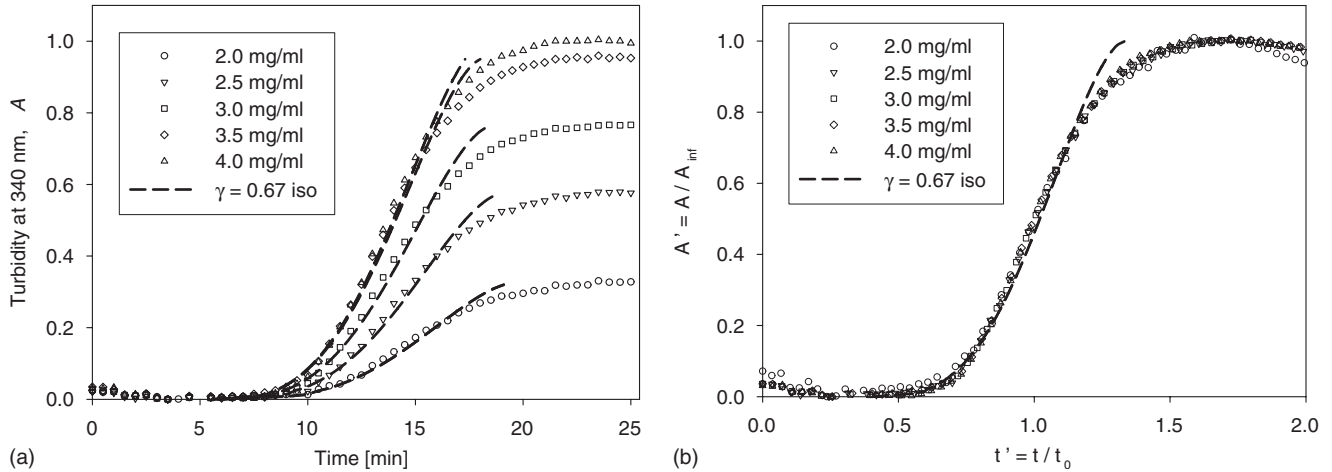 1.0
0.8
0.6
0.4
0.2
0.0
Turbidity at 340 nm, A
2.0 mg/ml
2.5 mg/ml
3.0 mg/ml
3.5 mg/ml
4.0 mg/ml
γ = 0.67 iso
0 5 10 15 20 25
Time [min]
(a)
1.0
0.8
0.6
0.4
0.2
0.0
A' = A / A_inf
2.0 mg/ml
2.5 mg/ml
3.0 mg/ml
3.5 mg/ml
4.0 mg/ml
γ = 0.67 iso
0.0 0.5 1.0 1.5 2.0
t' = t / t_0
(b)